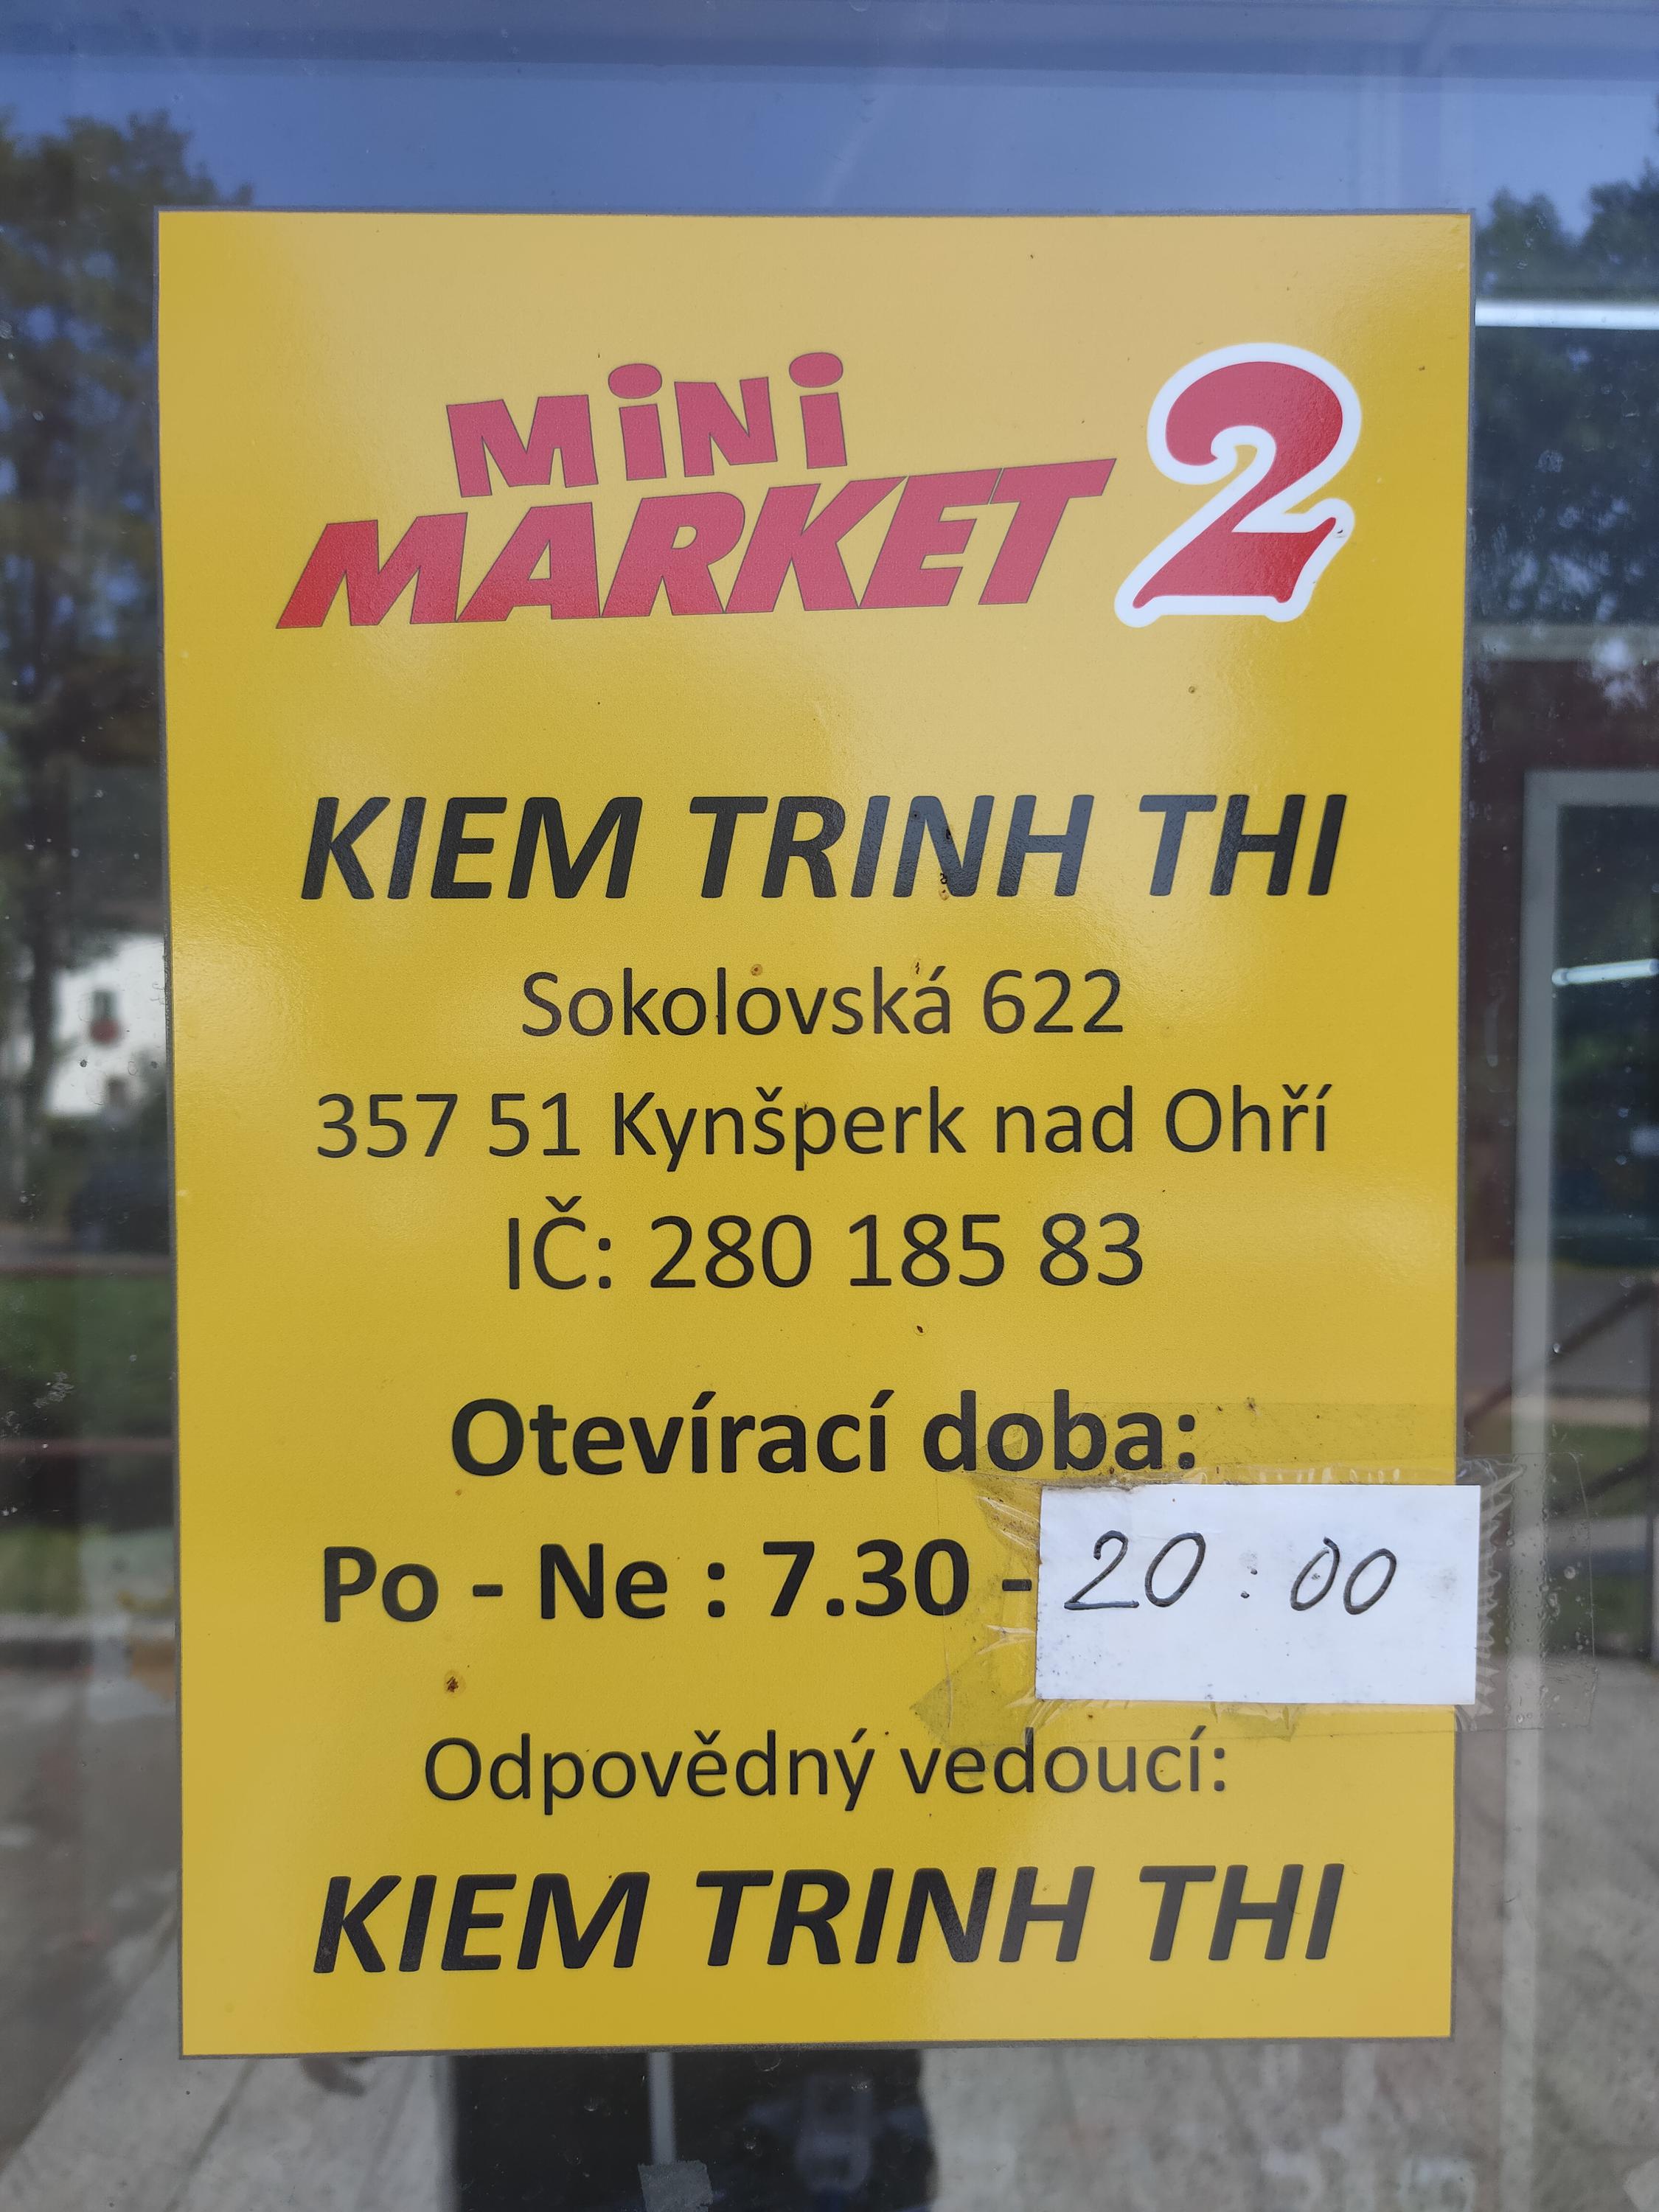 MiNi
MARKET 2
KIEM TRINH THI
Sokolovská 622
357 51 Kynšperk nad Ohří
IČ: 280 185 83
Otevírací doba:
Po - Ne : 7.30 - 20:00
Odpovědný vedoucí:
KIEM TRINH THI